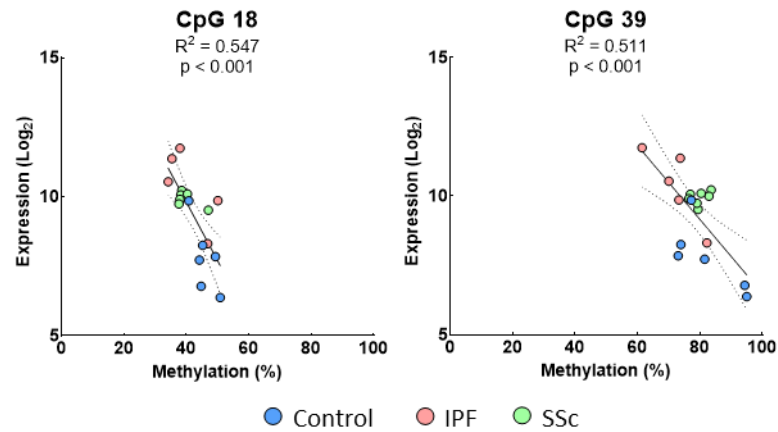 CpG 18
R² = 0.547
p < 0.001
15
10
5
Expression (Log₂)
0
20
40
60
80
100
Methylation (%)
CpG 39
R² = 0.511
p < 0.001
15
10
5
Expression (Log₂)
0
20
40
60
80
100
Methylation (%)
Control IPF SSc